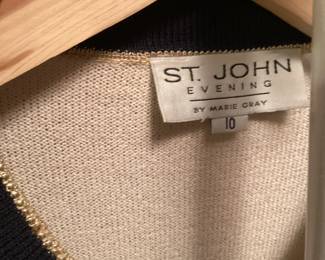 ST. JOHN
EVENING
BY MARIE GRAY
10